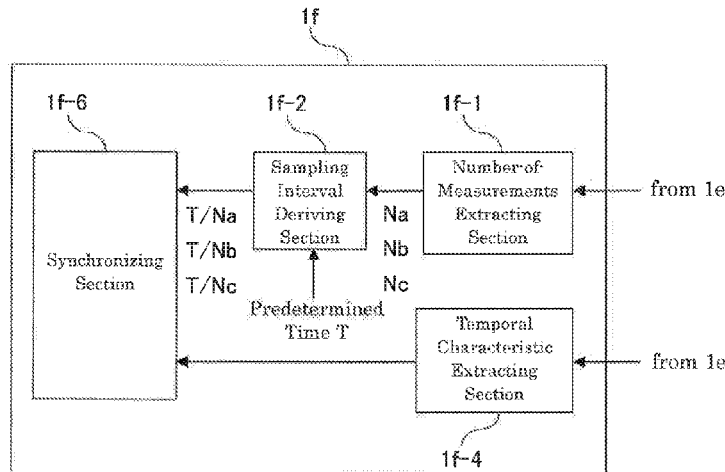 1f
1f-6
1f-2
1f-1
Synchronizing
Section
Sampling
Interval
Deriving
Section
Number-of-
Measurements
Extracting
Section
from 1e
T/Na
T/Nb
T/Nc
Na
Nb
Nc
Predetermined
Time T
Temporal
Characteristic
Extracting
Section
from 1e
1f-4